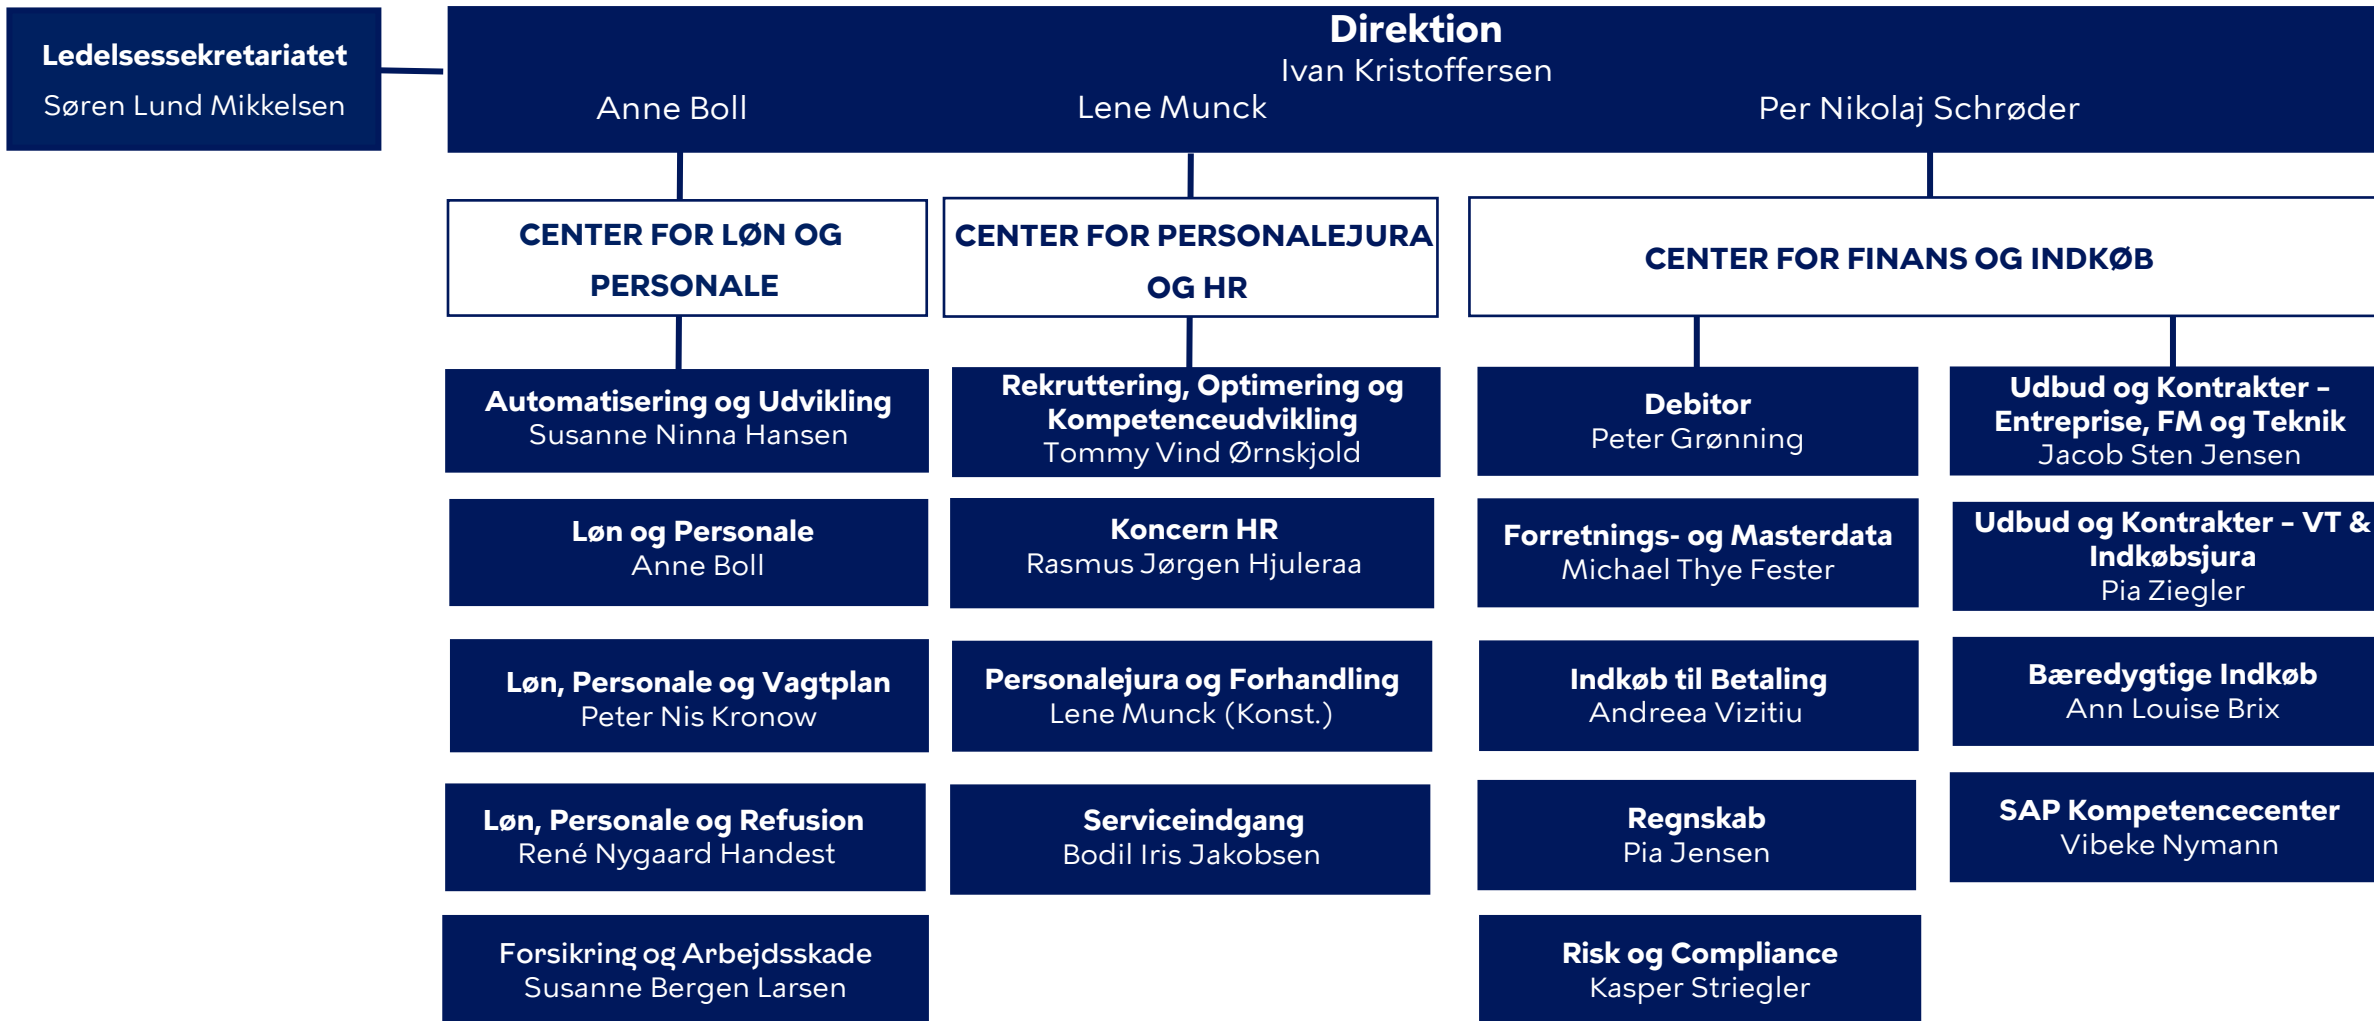 Ledelsessekretariatet
Søren Lund Mikkelsen
Direktion
Ivan Kristoffersen
Anne Boll
Lene Munck
Per Nikolaj Schrøder
CENTER FOR LØN OG
PERSONALE
Automatisering og Udvikling
Susanne Ninna Hansen
Løn og Personale
Anne Boll
Løn, Personale og Vagtplan
Peter Nis Kronow
Løn, Personale og Refusion
René Nygaard Handest
Forsikring og Arbejdsskade
Susanne Bergen Larsen
CENTER FOR PERSONALEJURA
OG HR
Rekruttering, Optimering og
Kompetenceudvikling
Tommy Vind Ørnskjold
Koncern HR
Rasmus Jørgen Hjuleraa
Personalejura og Forhandling
Lene Munck (Konst.)
Serviceindgang
Bodil Iris Jakobsen
CENTER FOR FINANS OG INDKØB
Debitor
Peter Grønning
Forretnings- og Masterdata
Michael Thye Fester
Indkøb til Betaling
Andreea Vizitiu
Regnskab
Pia Jensen
Risk og Compliance
Kasper Striegler
Udbud og Kontrakter –
Entreprise, FM og Teknik
Jacob Sten Jensen
Udbud og Kontrakter – VT &
Indkøbsjura
Pia Ziegler
Bæredygtige Indkøb
Ann Louise Brix
SAP Kompetencecenter
Vibeke Nymann